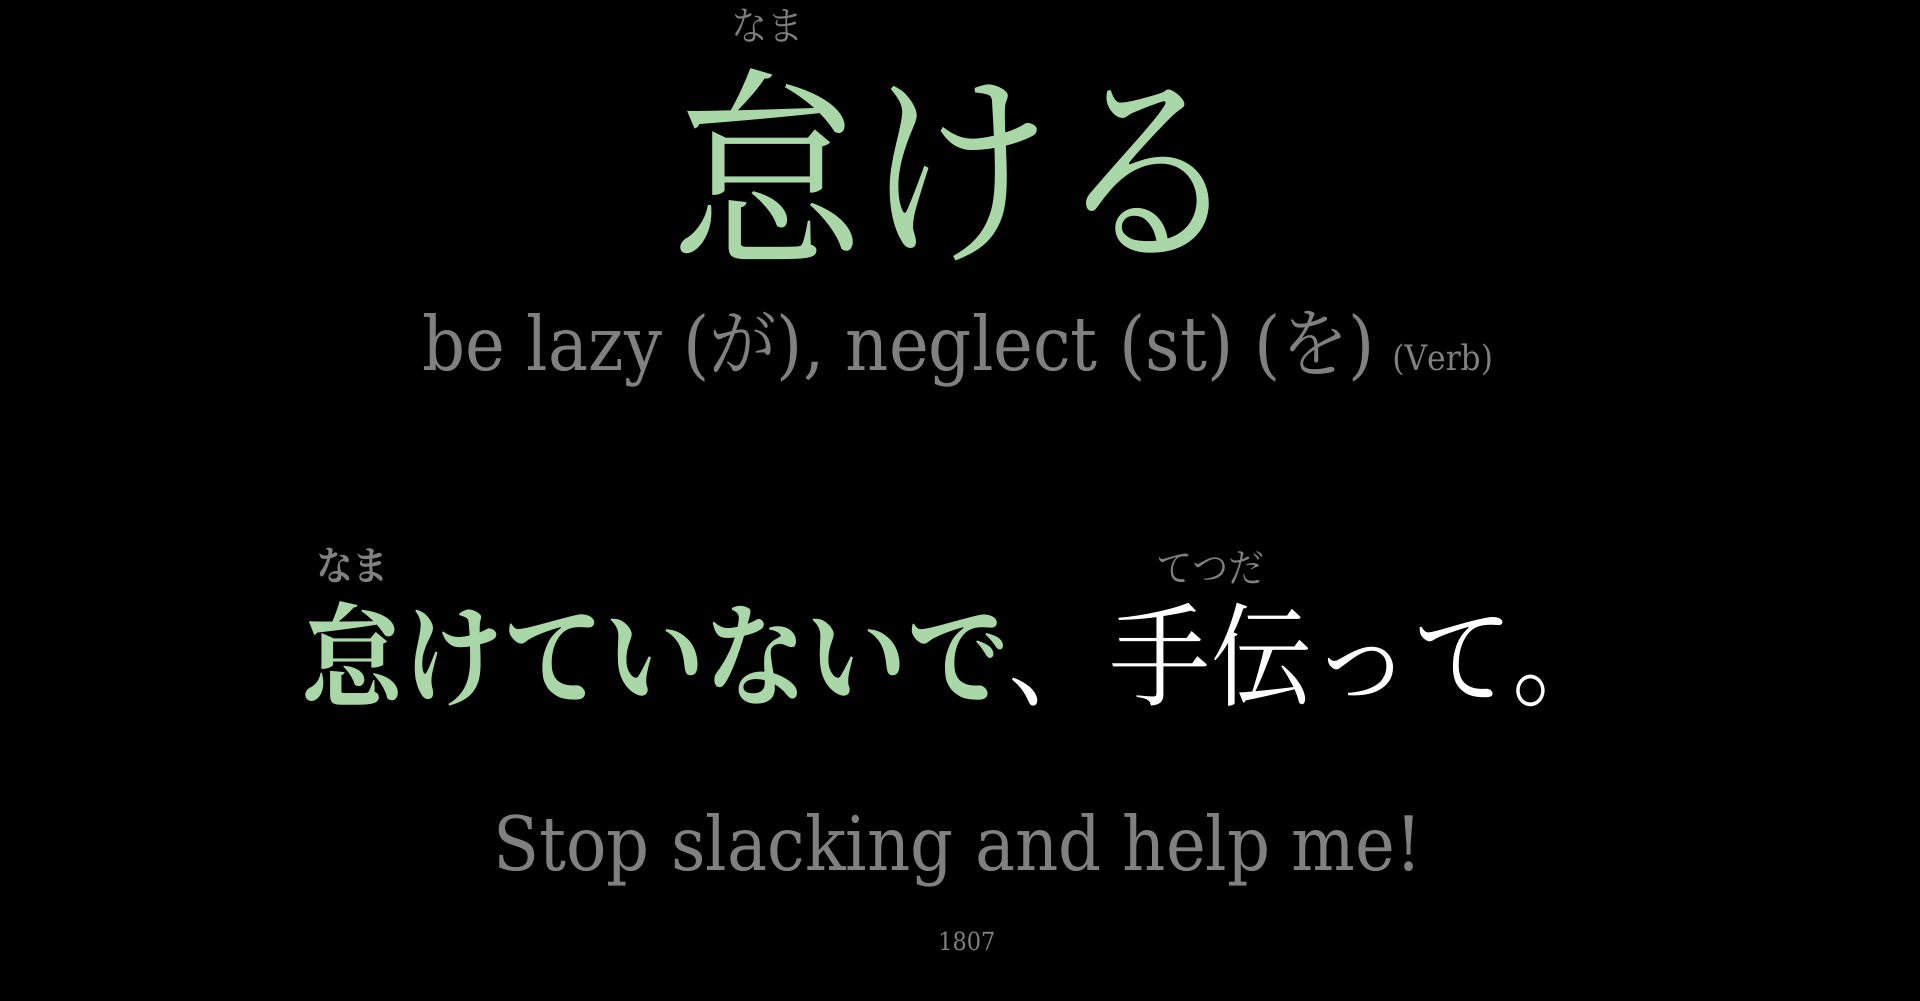 なま
怠ける
be lazy (が), neglect (st) (を) (Verb)
なま てつだ
怠けていないで、手伝って。
Stop slacking and help me!
1807